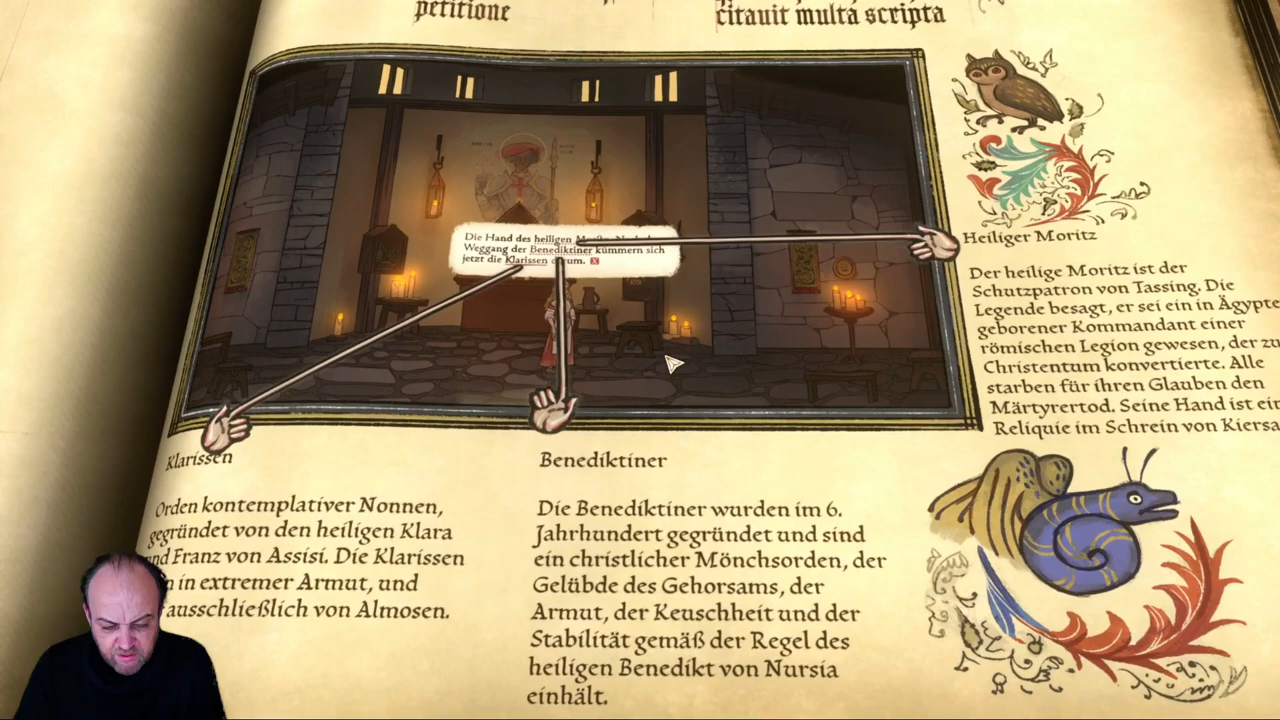 petitione
citauit multa scripta
Die Hand des heiligen
Weggang der Benediktiner kümmern sich
jetzt die Klarissen
Heiliger Moritz
Der heilige Moritz ist der
Schutzpatron von Tassing. Die
Legende besagt, er sei ein in Ägypte
geborener Kommandant einer
römischen Legion gewesen, der zu
Christentum konvertierte. Alle
starben für ihren Glauben den
Märtyrertod. Seine Hand ist ein
Reliquie im Schrein von Kiersa
Klarissen
Orden kontemplativer Nonnen,
gegründet von den heiligen Klara
und Franz von Assisi. Die Klarissen
in extremer Armut, und
ausschließlich von Almosen.
Benediktiner
Die Benediktiner wurden im 6.
Jahrhundert gegründet und sind
ein christlicher Mönchsorden, der
Gelübde des Gehorsams, der
Armut, der Keuschheit und der
Stabilität gemäß der Regel des
heiligen Benedikt von Nursia
einhält.